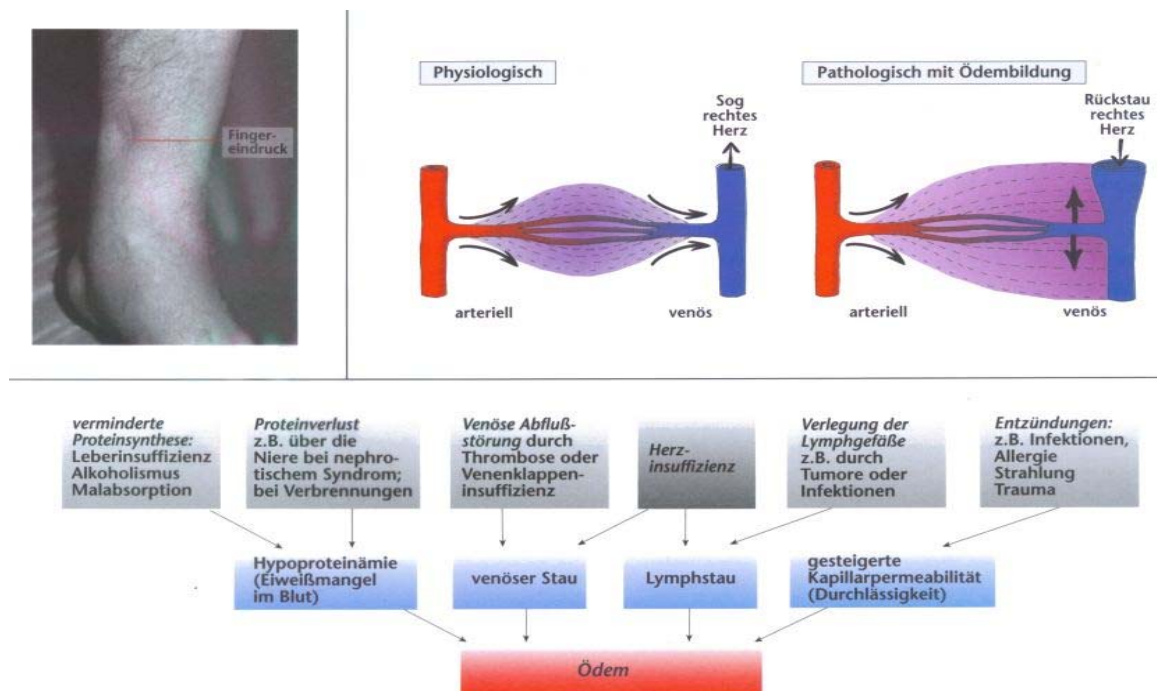 Finger-
eindruck
Physiologisch
Sog
rechtes
Herz
arteriell
venös
Pathologisch mit Ödembildung
Rückstau
rechtes
Herz
arteriell
venös
verminderte
Proteinsynthese:
Leberinsuffizienz
Alkoholismus
Malabsorption
Proteinverlust
z.B. über die
Niere bei nephro-
tischem Syndrom;
bei Verbrennungen
Venöse Abfluß-
störung durch
Thrombose oder
Venenklappen-
insuffizienz
Herz-
insuffizienz
Verlegung der
Lymphgefäße
z.B. durch
Tumore oder
Infektionen
Entzündungen:
z.B. Infektionen,
Allergie
Strahlung
Trauma
Hypoproteinämie
(Eiweißmangel
im Blut)
venöser Stau
Lymphstau
gesteigerte
Kapillarpermeabilität
(Durchlässigkeit)
Ödem